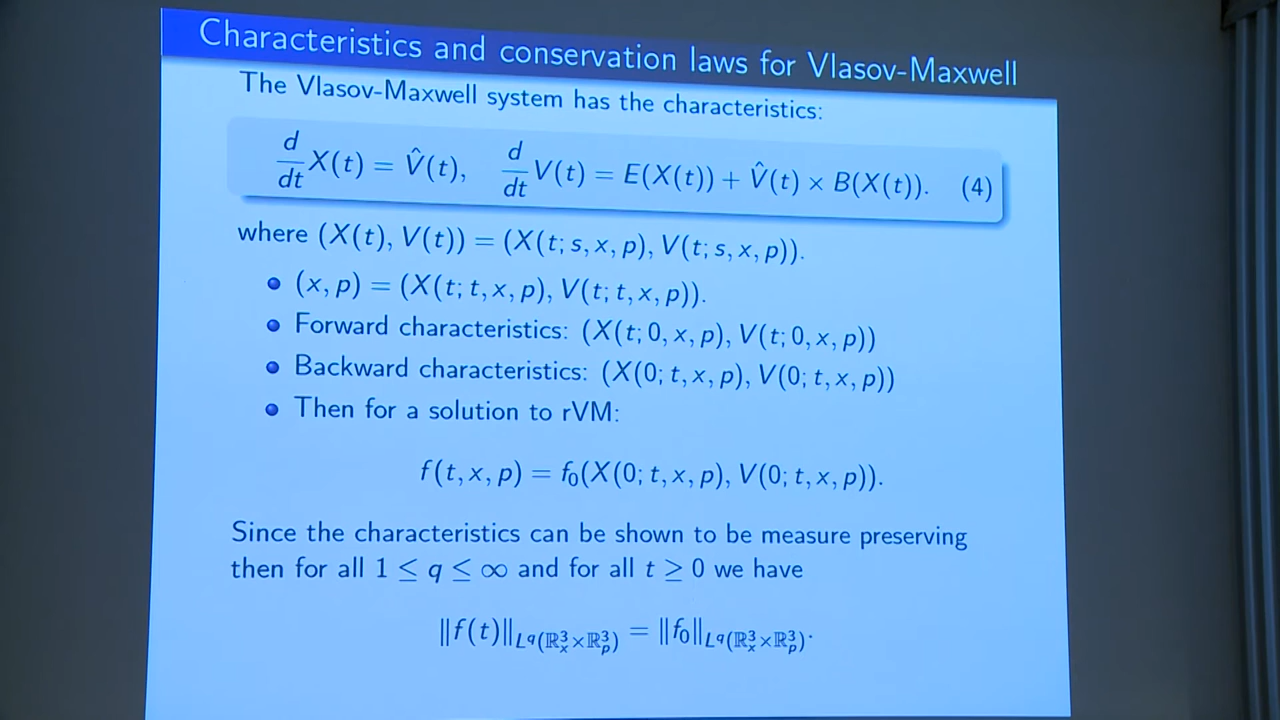 Characteristics and conservation laws for Vlasov-Maxwell
The Vlasov-Maxwell system has the characteristics:
d/dt X(t) = V̂(t), d/dt V(t) = E(X(t)) + V̂(t) × B(X(t)). (4)
where (X(t), V(t)) = (X(t; s, x, p), V(t; s, x, p)).
• (x, p) = (X(t; t, x, p), V(t; t, x, p)).
• Forward characteristics: (X(t; 0, x, p), V(t; 0, x, p))
• Backward characteristics: (X(0; t, x, p), V(0; t, x, p))
• Then for a solution to rVM:
f(t, x, p) = f₀(X(0; t, x, p), V(0; t, x, p)).
Since the characteristics can be shown to be measure preserving
then for all 1 ≤ q ≤ ∞ and for all t ≥ 0 we have
‖f(t)‖_{L^q(ℝ³_x×ℝ³_p)} = ‖f₀‖_{L^q(ℝ³_x×ℝ³_p)}.